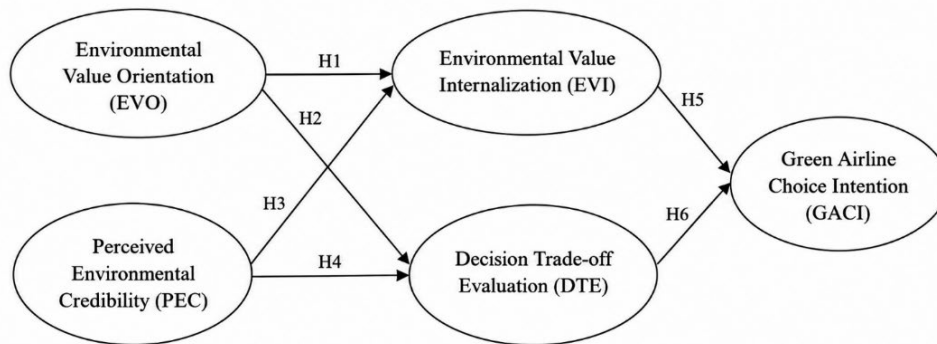 Environmental
Value Orientation
(EVO)
H1
Environmental Value
Internalization (EVI)
H2
H5
Green Airline
Choice Intention
(GACI)
H3
H6
Perceived
Environmental
Credibility (PEC)
H4
Decision Trade-off
Evaluation (DTE)